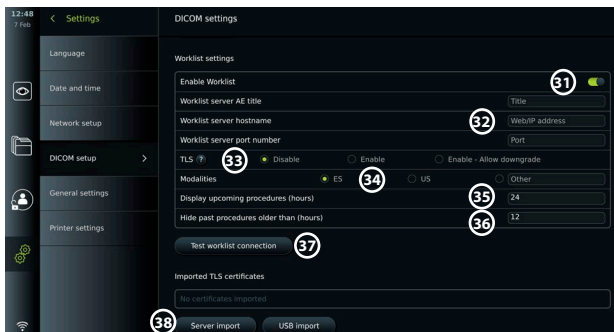 12:48
7 Feb
Settings
DICOM settings
Language
Date and time
Network setup
DICOM setup
General settings
Printer settings
Worklist settings
Enable Worklist 31
Worklist server AE title Title
Worklist server hostname 32 Web/IP address
Worklist server port number Port
TLS ? 33 Disable Enable Enable - Allow downgrade
Modalities ES 34 US Other
Display upcoming procedures (hours) 35 24
Hide past procedures older than (hours) 36 12
Test worklist connection 37
Imported TLS certificates
No certificates imported
38 Server import USB import